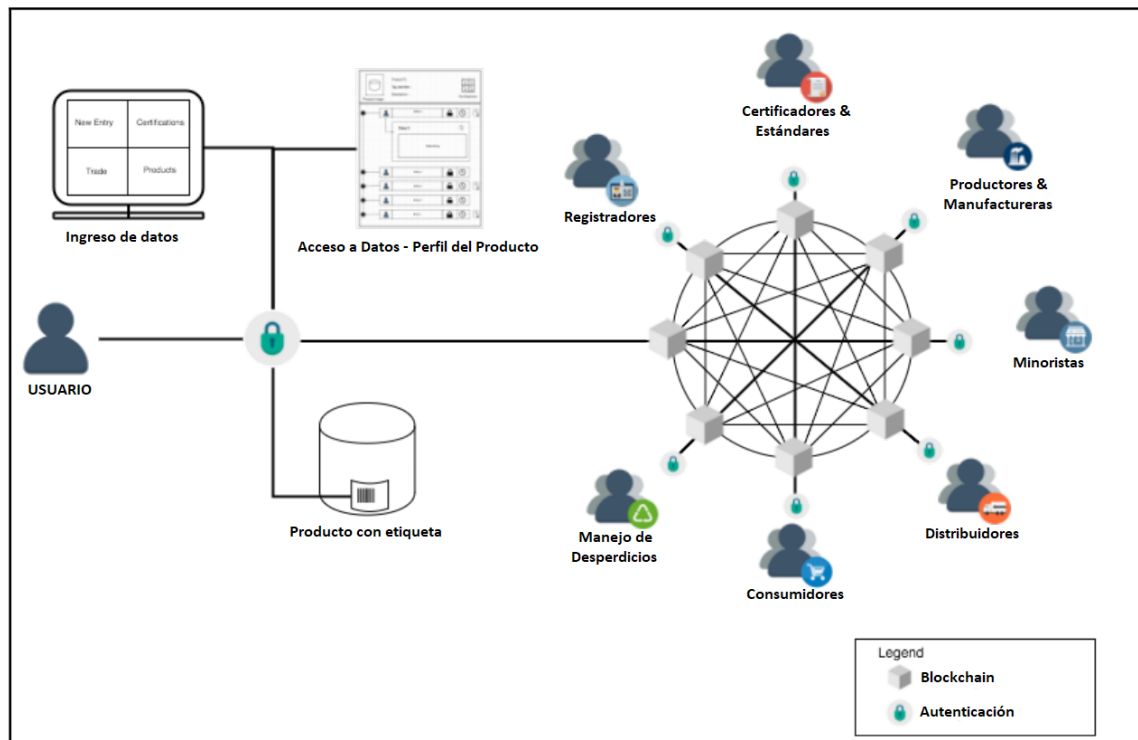 New Entry
Certifications
Trade
Products
Ingreso de datos
Acceso a Datos - Perfil del Producto
USUARIO
Producto con etiqueta
Certificadores &
Estándares
Registradores
Productores &
Manufactureras
Minoristas
Manejo de
Desperdicios
Distribuidores
Consumidores
Legend
Blockchain
Autenticación